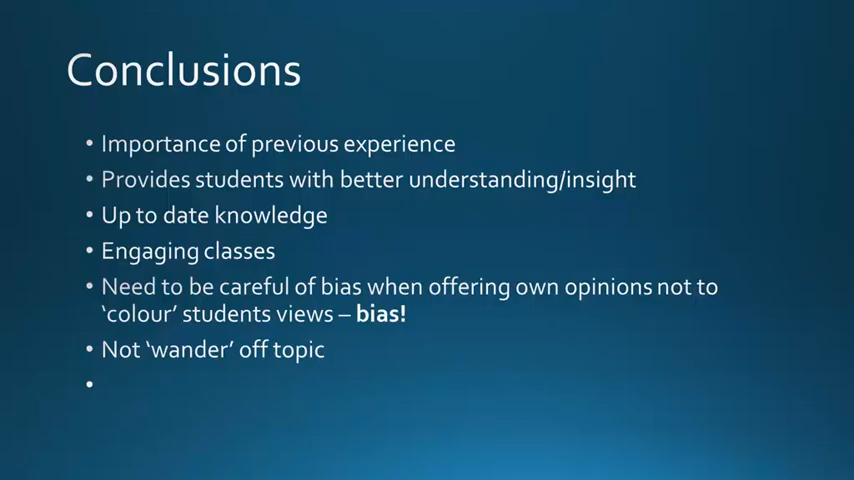 Conclusions
• Importance of previous experience
• Provides students with better understanding/insight
• Up to date knowledge
• Engaging classes
• Need to be careful of bias when offering own opinions not to
‘colour’ students views – bias!
• Not ‘wander’ off topic
•